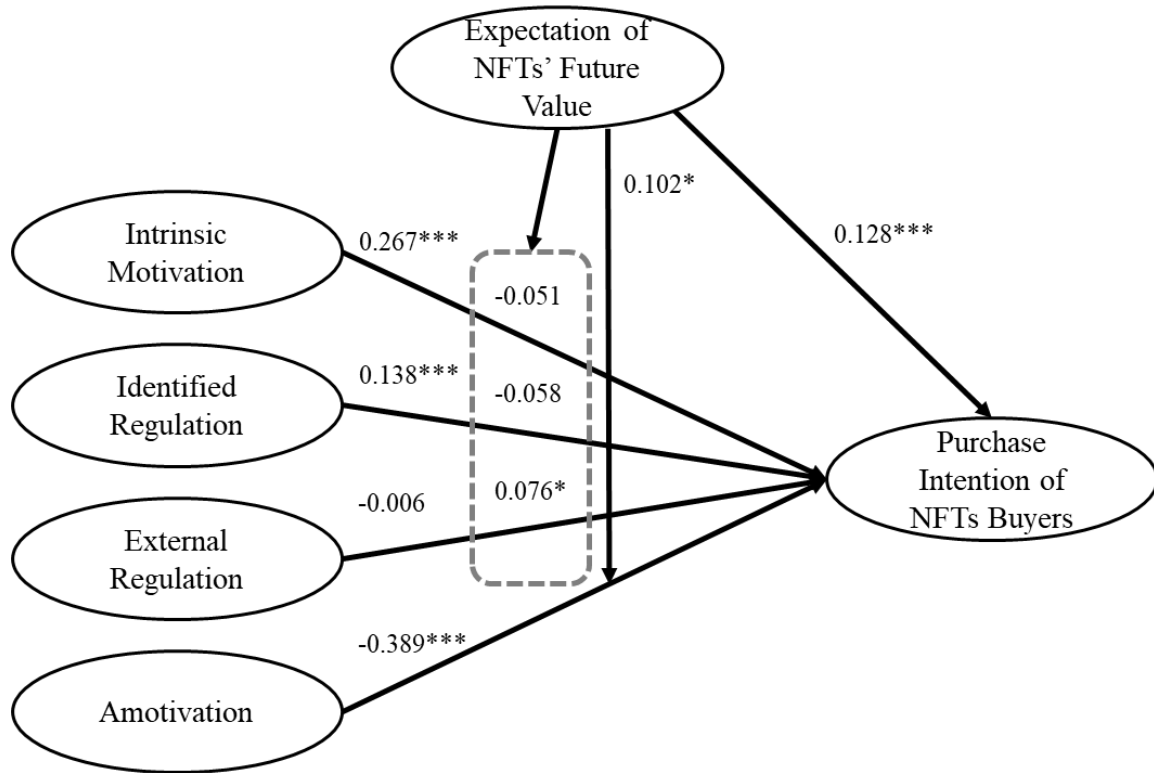 Expectation of
NFTs’ Future
Value
0.102*
0.128***
Intrinsic
Motivation
0.267***
-0.051
Identified
Regulation
0.138***
-0.058
Purchase
Intention of
NFTs Buyers
External
Regulation
-0.006
0.076*
Amotivation
-0.389***